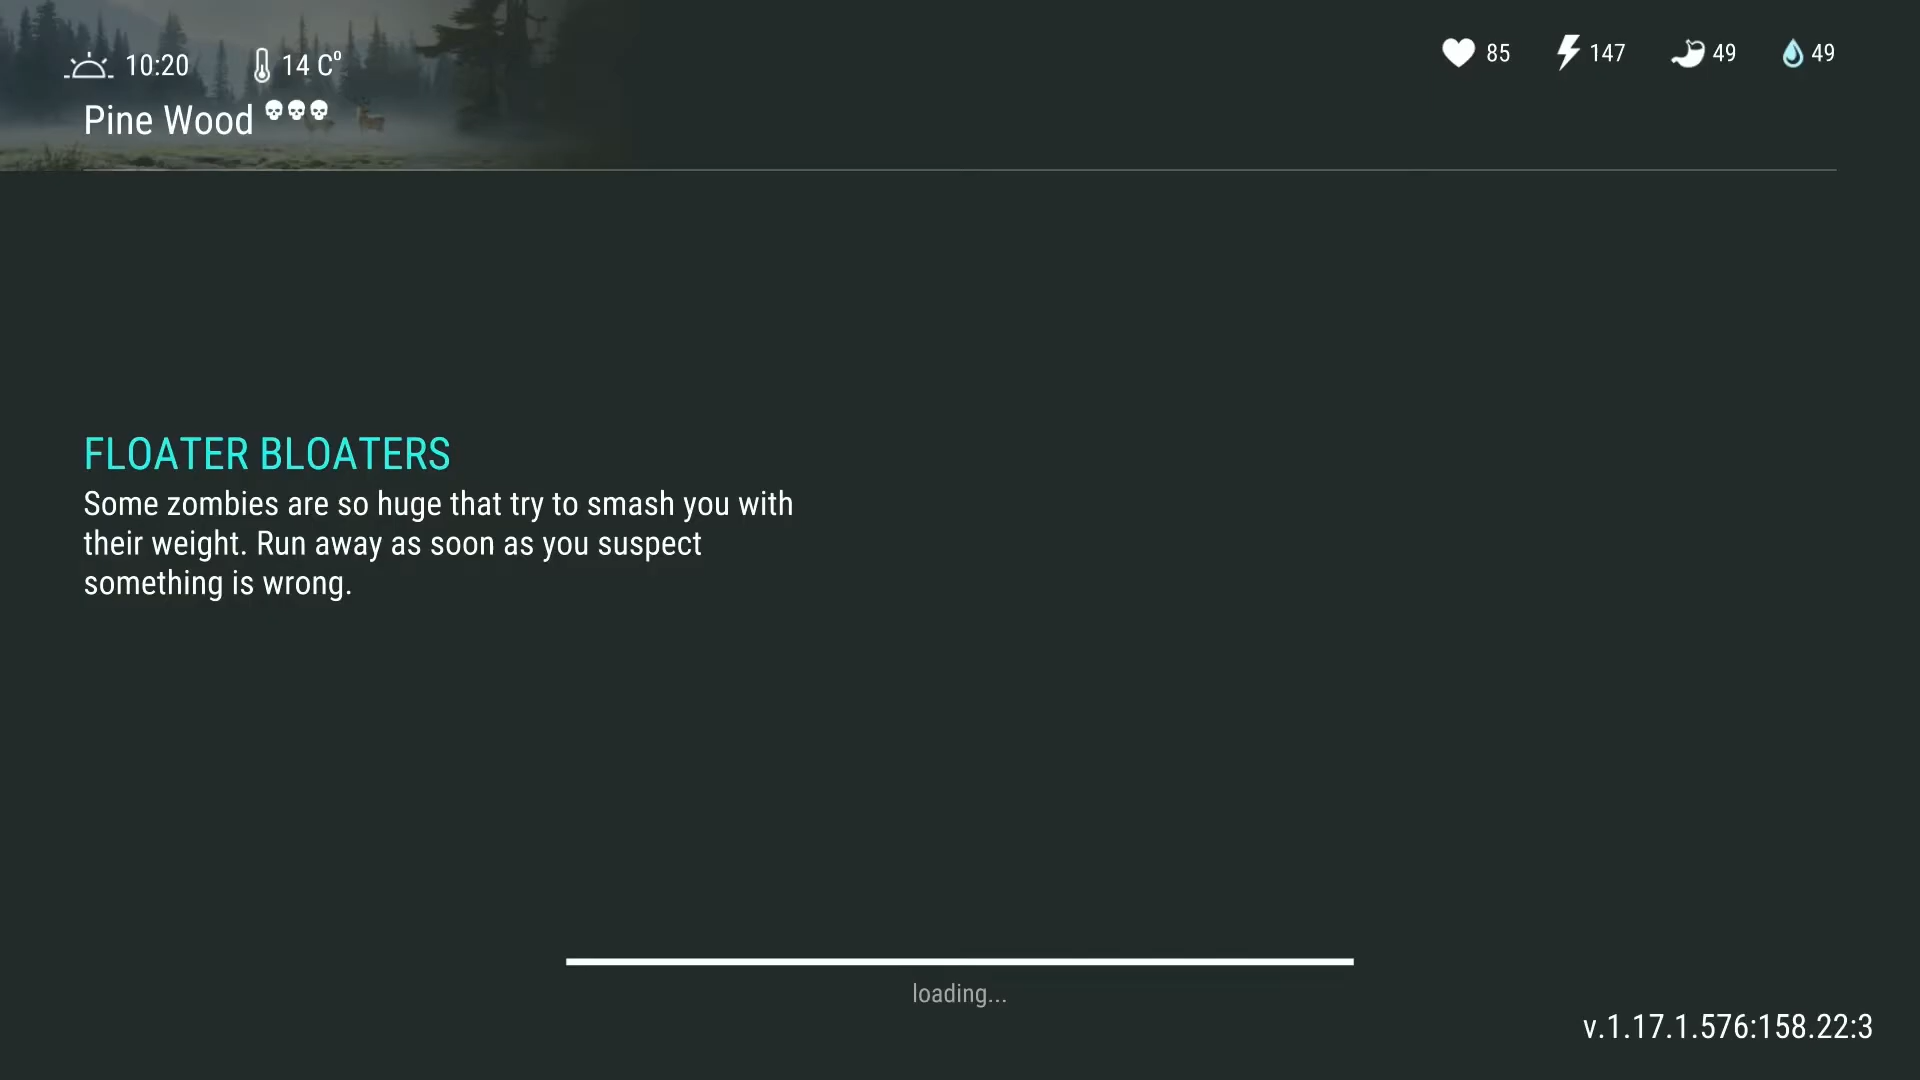 10:20 14 Cº 85 147 49 49
Pine Wood
FLOATER BLOATERS
Some zombies are so huge that try to smash you with
their weight. Run away as soon as you suspect
something is wrong.
loading...
v.1.17.1.576:158.22:3